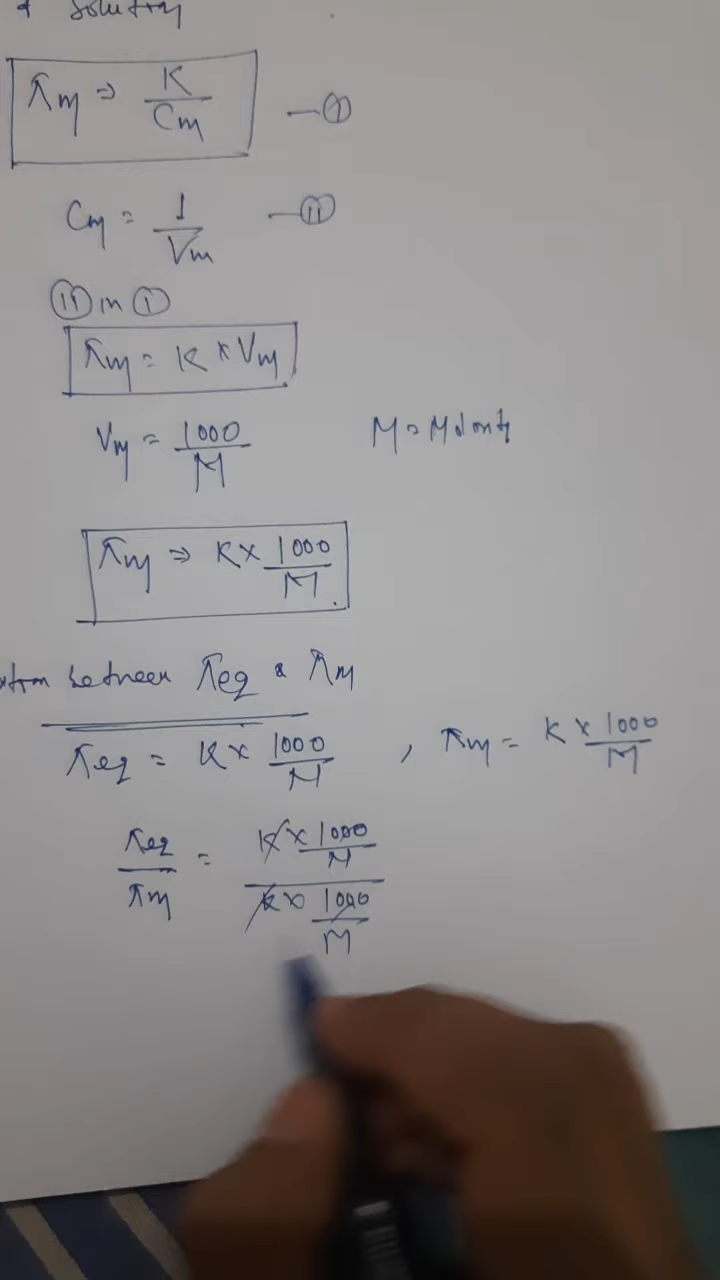 & Solution
Λm ⇒ K/Cm —(I)
Cm = 1/Vm —(II)
(II) in (I)
Λm = K × Vm
Vm = 1000/M M = Molarity
Λm ⇒ K × 1000/M
between Λeq & Λm
Λeq = K × 1000/N , Λm = K × 1000/M
Λeq/Λm = (K × 1000/N)/(K × 1000/M)